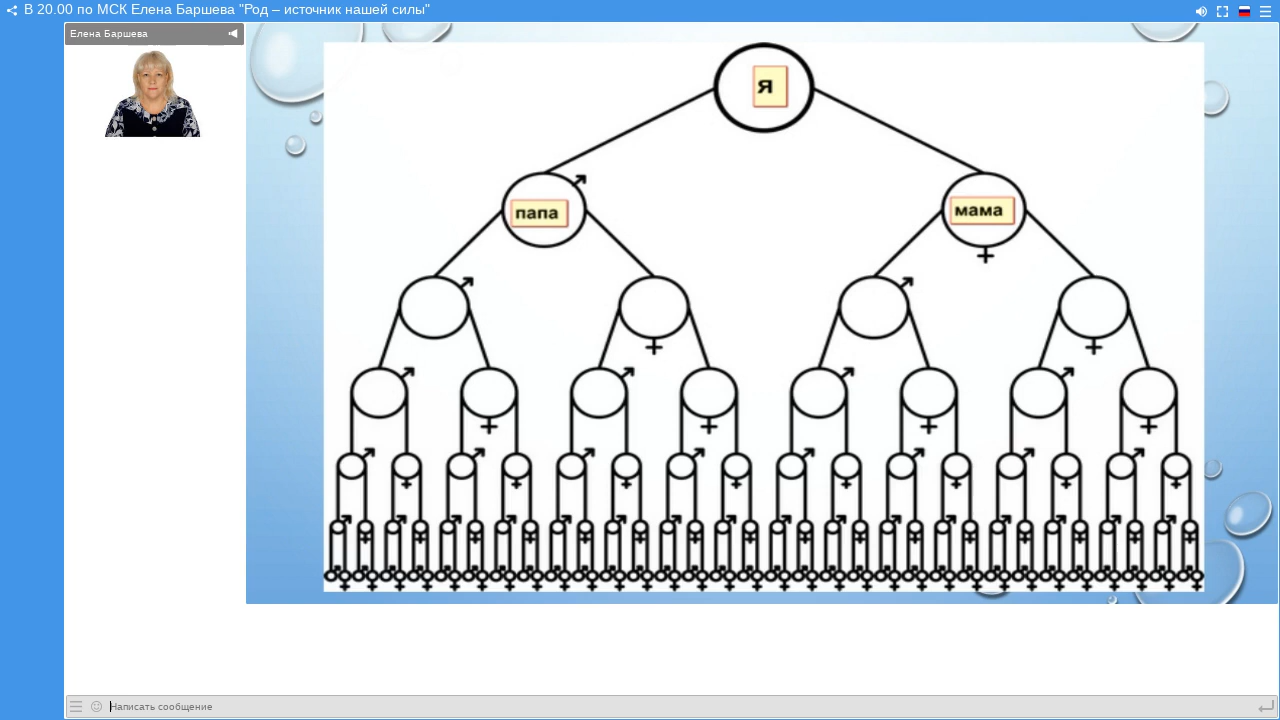 В 20.00 по МСК Елена Баршева "Род – источник нашей силы"
Елена Баршева
Я
папа
мама
Написать сообщение